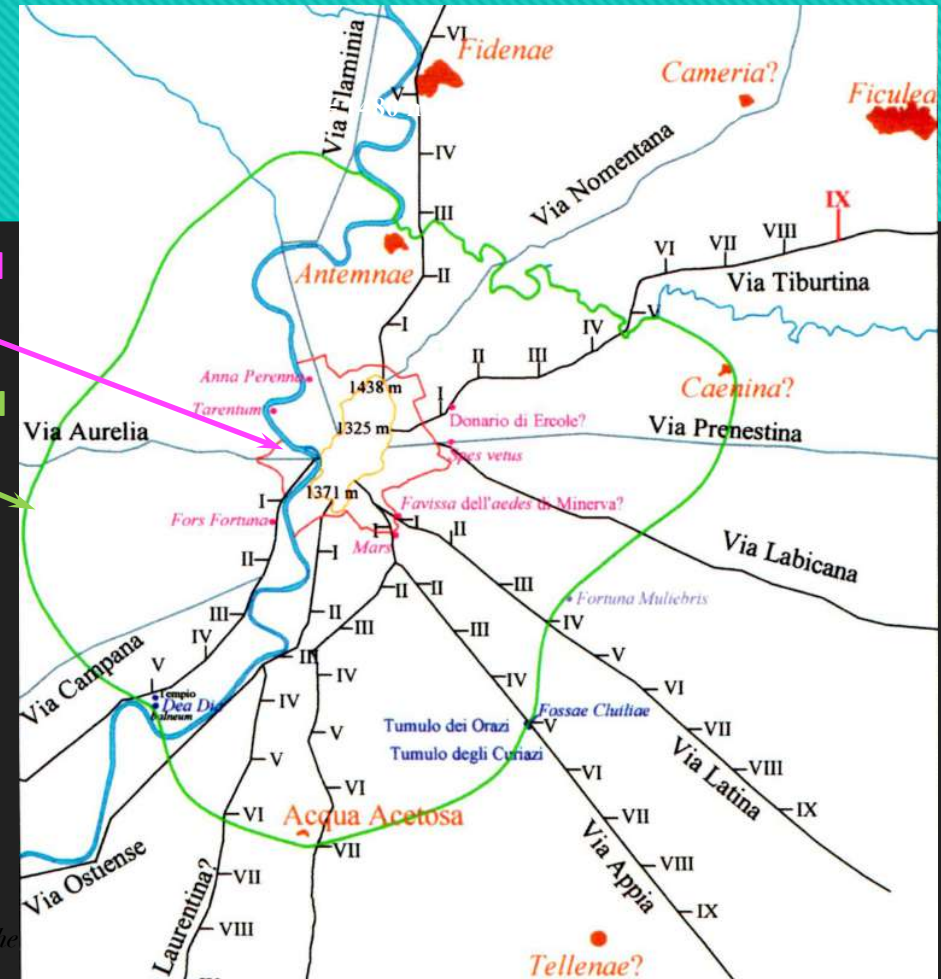 VI
Fidenae
Cameria?
Ficulea
Via Flaminia
V
IV
Via Nomentana
III
IX
VIII
VII
VI
Via Tiburtina
Antemnae
II
I
V
IV
III
II
I
Anna Perenna
1438 m
Caenina?
Tarentum
Donario di Ercole?
Via Aurelia
1325 m
Via Prenestina
Spes vetus
1371 m
Favissa dell'aedes di Minerva?
I
Fors Fortuna
I
I
II
Mars
Via Labicana
II
I
II
II
III
Fortuna Muliebris
III
II
III
III
IV
IV
V
III
IV
IV
V
VI
Via Campana
Tempio
Dea Dia
balneum
IV
V
Fossae Cluiliae
Tumulo dei Orazi
VII
Tumulo degli Curiazi
V
VI
VIII
Via Latina
VI
VI
Acqua Acetosa
VII
IX
VII
Via Appia
VIII
Via Ostiense
VII
IX
VIII
Laurentina?
Tellenae?